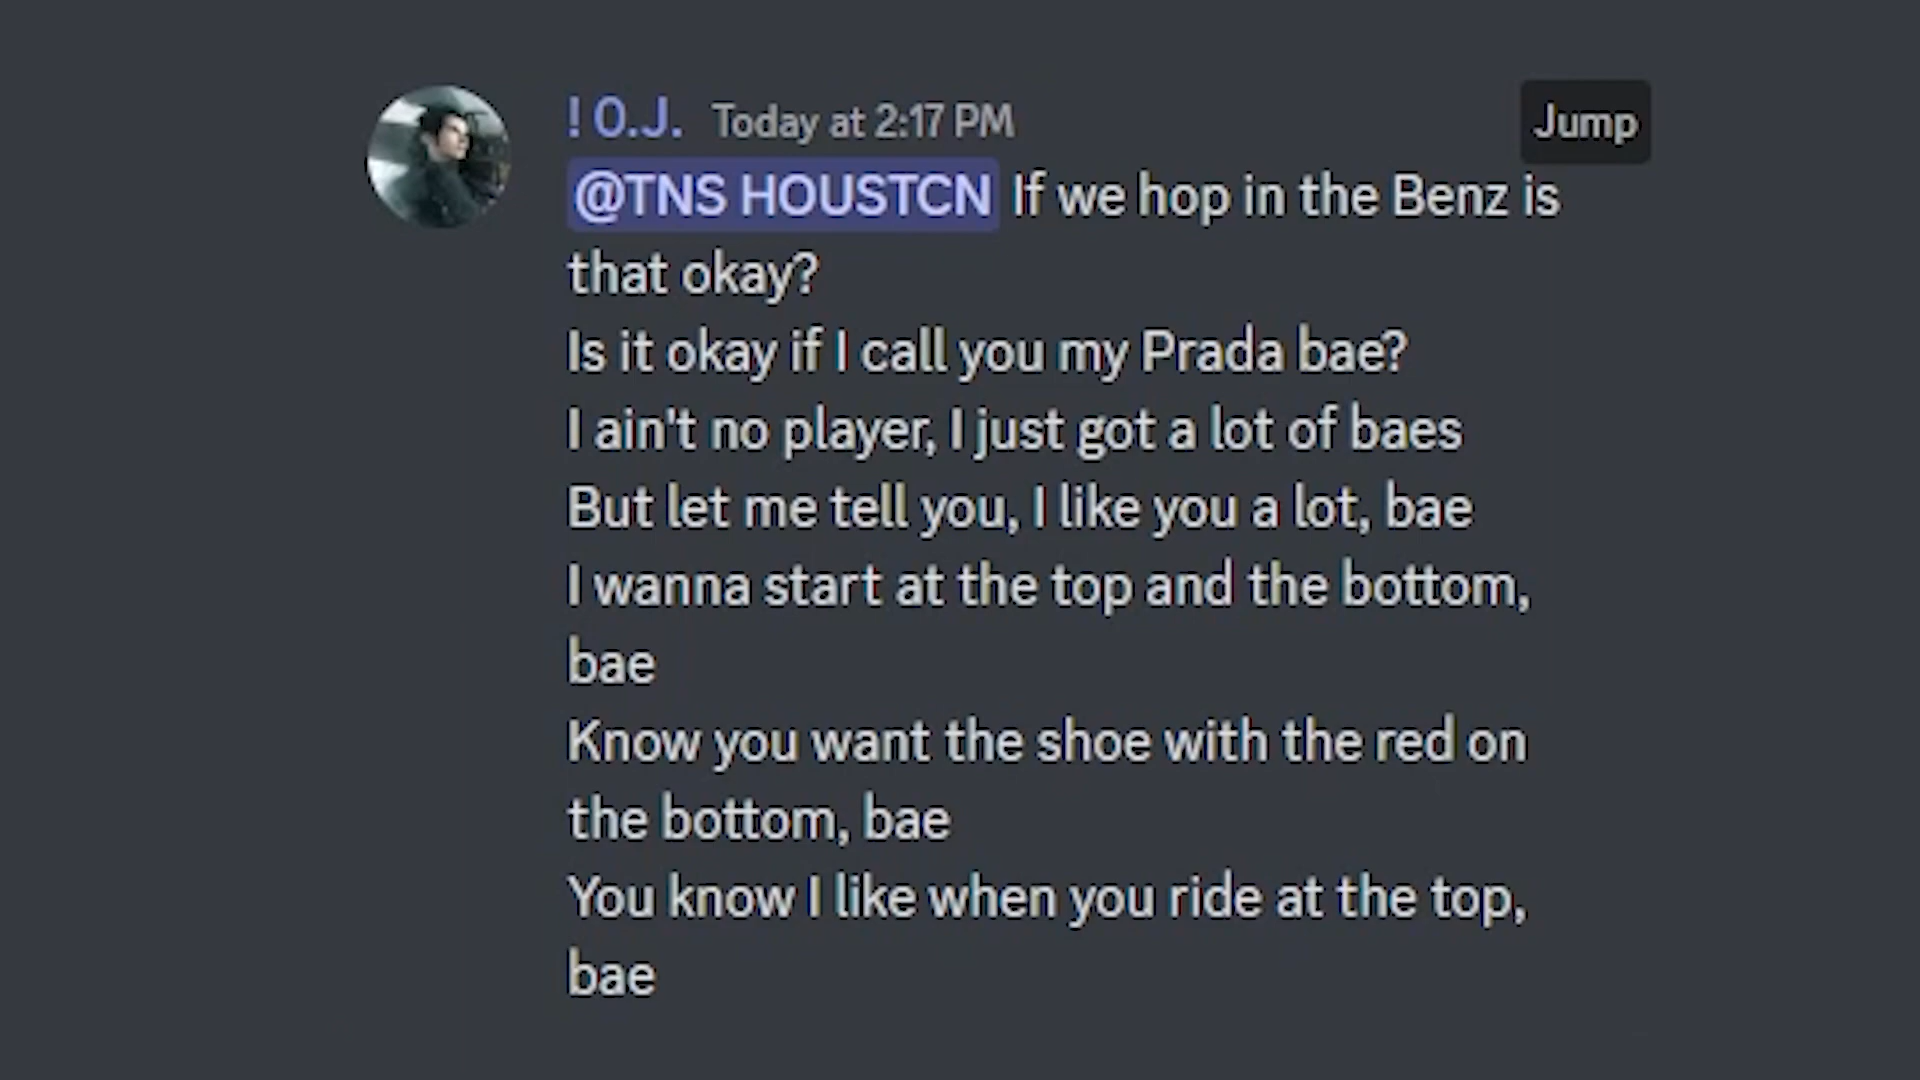 ! O.J. Today at 2:17 PM
Jump
@TNS HOUSTCN If we hop in the Benz is
that okay?
Is it okay if I call you my Prada bae?
I ain't no player, I just got a lot of baes
But let me tell you, I like you a lot, bae
I wanna start at the top and the bottom,
bae
Know you want the shoe with the red on
the bottom, bae
You know I like when you ride at the top,
bae